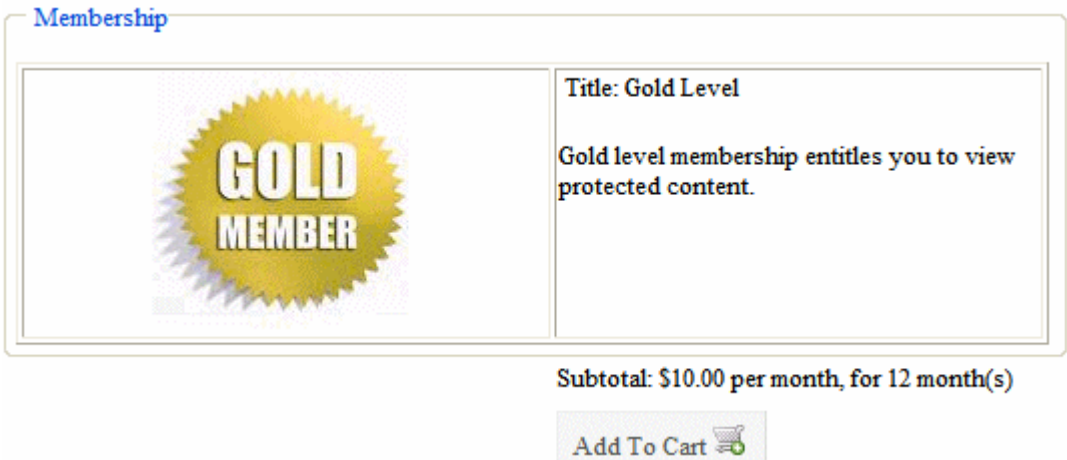 Membership
GOLD
MEMBER
Title: Gold Level
Gold level membership entitles you to view
protected content.
Subtotal: $10.00 per month, for 12 month(s)
Add To Cart